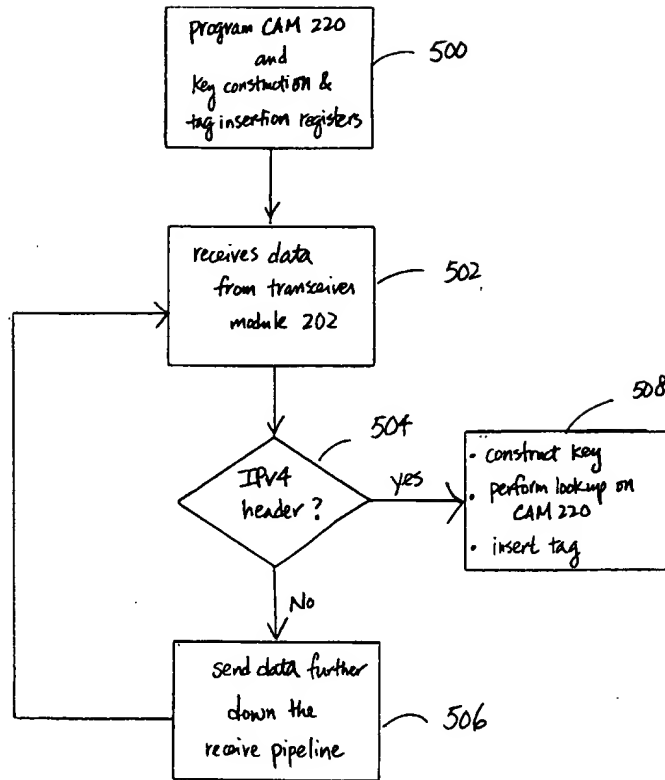 program CAM 220
and
key construction &
tag insertion registers
500
receives data
from transceiver
module 202
502
504
IPv4
header?
yes
508
• construct key
• perform lookup on
CAM 220
• insert tag
No
send data further
down the
receive pipeline
506